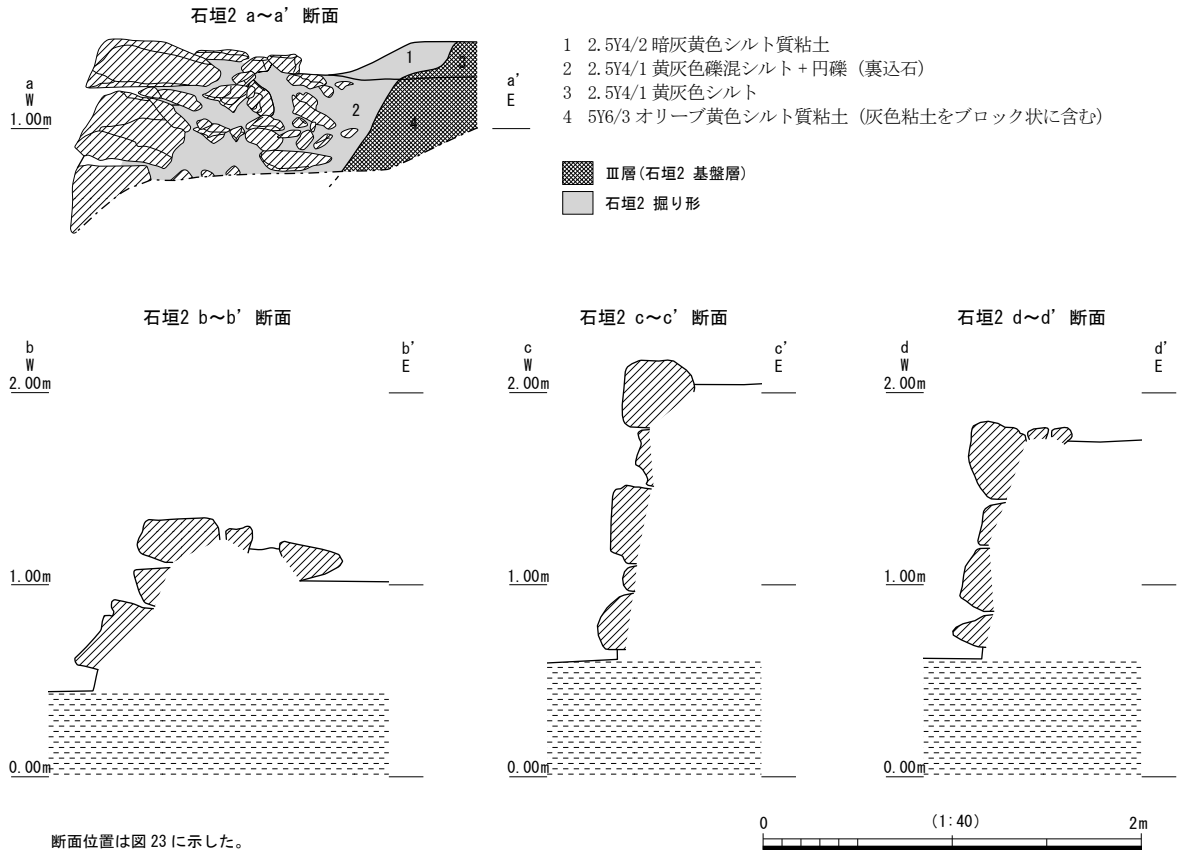 石垣2 a～a’ 断面
a
W
1.00m
a’
E
1
2
3
4
1 2.5Y4/2 暗灰黄色シルト質粘土
2 2.5Y4/1 黄灰色礫混シルト + 円礫（裏込石）
3 2.5Y4/1 黄灰色シルト
4 5Y6/3 オリーブ黄色シルト質粘土（灰色粘土をブロック状に含む）
Ⅲ層(石垣2 基盤層)
石垣2 掘り形
石垣2 b～b’ 断面
b
W
2.00m
b’
E
1.00m
0.00m
石垣2 c～c’ 断面
c
W
2.00m
c’
E
1.00m
0.00m
石垣2 d～d’ 断面
d
W
2.00m
d’
E
1.00m
0.00m
断面位置は図 23 に示した。
0 (1:40) 2m